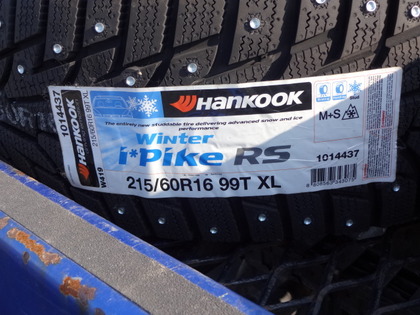 1014437
215/60R16 99T XL
W419
HANKOOK
The entirely new studdable tire delivering advanced snow and ice
performance
Winter
i*Pike RS
215/60R16 99T XL
M+S
1014437